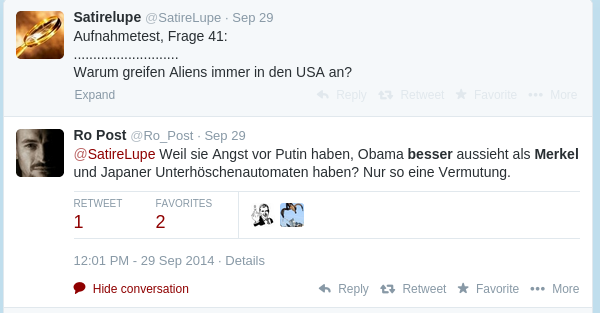 Satirelupe @SatireLupe · Sep 29
Aufnahmetest, Frage 41:
...........................
Warum greifen Aliens immer in den USA an?
Expand Reply Retweet Favorite More
Ro Post @Ro_Post · Sep 29
@SatireLupe Weil sie Angst vor Putin haben, Obama besser aussieht als Merkel
und Japaner Unterhöschenautomaten haben? Nur so eine Vermutung.
RETWEET FAVORITES
1 2
12:01 PM - 29 Sep 2014 · Details
Hide conversation Reply Retweet Favorite More